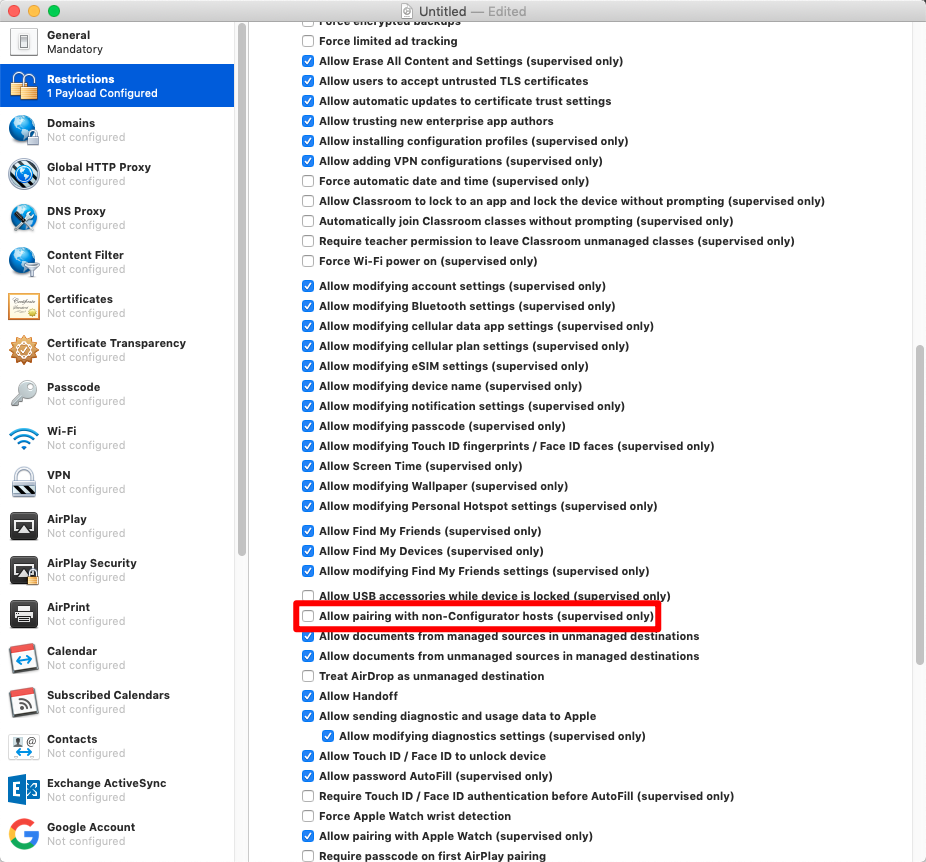 Untitled — Edited
General
Mandatory
Restrictions
1 Payload Configured
Domains
Not configured
Global HTTP Proxy
Not configured
DNS Proxy
Not configured
Content Filter
Not configured
Certificates
Not configured
Certificate Transparency
Not configured
Passcode
Not configured
Wi-Fi
Not configured
VPN
Not configured
AirPlay
Not configured
AirPlay Security
Not configured
AirPrint
Not configured
Calendar
Not configured
Subscribed Calendars
Not configured
Contacts
Not configured
Exchange ActiveSync
Not configured
Google Account
Not configured
Force encrypted backups
Force limited ad tracking
Allow Erase All Content and Settings (supervised only)
Allow users to accept untrusted TLS certificates
Allow automatic updates to certificate trust settings
Allow trusting new enterprise app authors
Allow installing configuration profiles (supervised only)
Allow adding VPN configurations (supervised only)
Force automatic date and time (supervised only)
Allow Classroom to lock to an app and lock the device without prompting (supervised only)
Automatically join Classroom classes without prompting (supervised only)
Require teacher permission to leave Classroom unmanaged classes (supervised only)
Force Wi-Fi power on (supervised only)
Allow modifying account settings (supervised only)
Allow modifying Bluetooth settings (supervised only)
Allow modifying cellular data app settings (supervised only)
Allow modifying cellular plan settings (supervised only)
Allow modifying eSIM settings (supervised only)
Allow modifying device name (supervised only)
Allow modifying notification settings (supervised only)
Allow modifying passcode (supervised only)
Allow modifying Touch ID fingerprints / Face ID faces (supervised only)
Allow Screen Time (supervised only)
Allow modifying Wallpaper (supervised only)
Allow modifying Personal Hotspot settings (supervised only)
Allow Find My Friends (supervised only)
Allow Find My Devices (supervised only)
Allow modifying Find My Friends settings (supervised only)
Allow USB accessories while device is locked (supervised only)
Allow pairing with non-Configurator hosts (supervised only)
Allow documents from managed sources in unmanaged destinations
Allow documents from unmanaged sources in managed destinations
Treat AirDrop as unmanaged destination
Allow Handoff
Allow sending diagnostic and usage data to Apple
Allow modifying diagnostics settings (supervised only)
Allow Touch ID / Face ID to unlock device
Allow password AutoFill (supervised only)
Require Touch ID / Face ID authentication before AutoFill (supervised only)
Force Apple Watch wrist detection
Allow pairing with Apple Watch (supervised only)
Require passcode on first AirPlay pairing